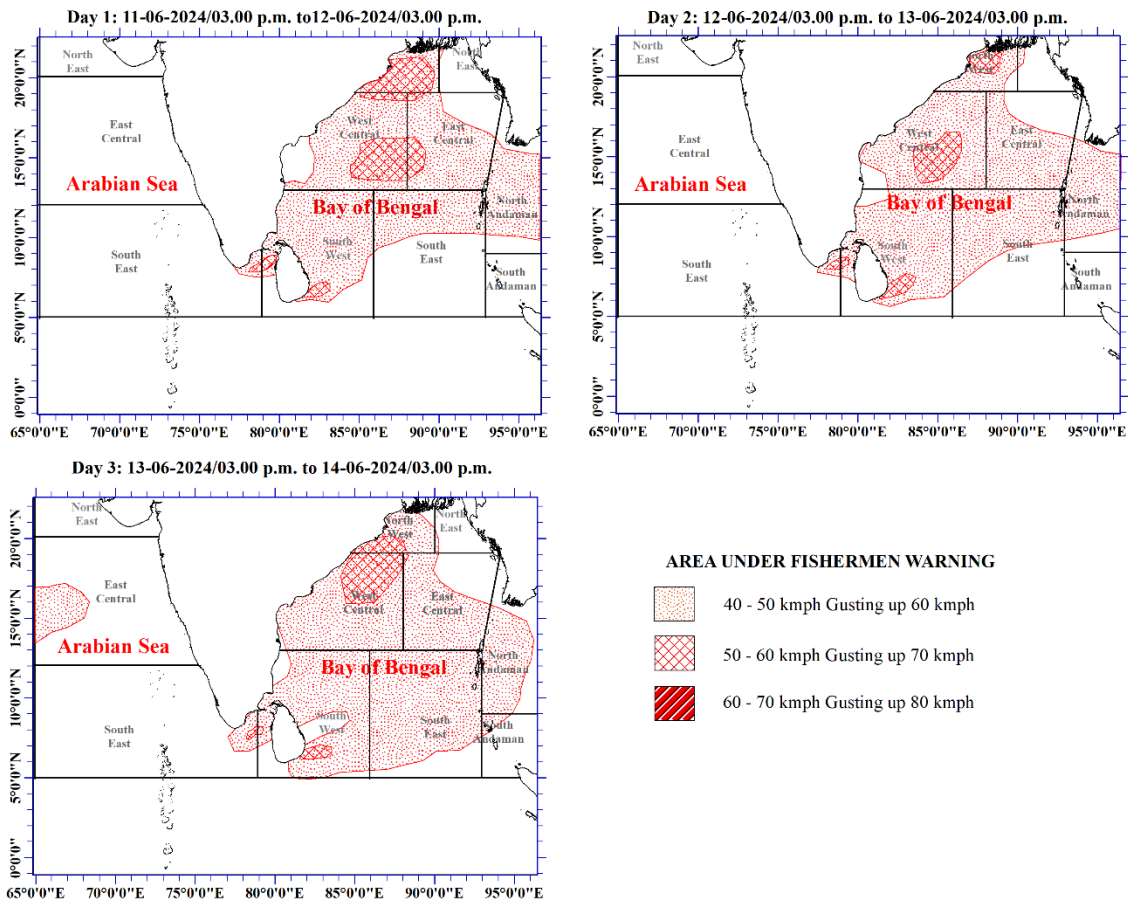 Day 1: 11-06-2024/03.00 p.m. to12-06-2024/03.00 p.m.
North
East
North
East
20°0'0"N
East
Central
West
Central
East
Central
15°0'0"N
Arabian Sea
Bay of Bengal
North
Andaman
10°0'0"N
South
East
South
West
South
East
South
Andaman
5°0'0"N
0°0'0"
65°0'0"E 70°0'0"E 75°0'0"E 80°0'0"E 85°0'0"E 90°0'0"E 95°0'0"E
Day 2: 12-06-2024/03.00 p.m. to 13-06-2024/03.00 p.m.
North
East
North
West
20°0'0"N
East
Central
West
Central
East
Central
15°0'0"N
Arabian Sea
Bay of Bengal
North
Andaman
10°0'0"N
South
East
South
West
South
East
South
Andaman
5°0'0"N
0°0'0"
65°0'0"E 70°0'0"E 75°0'0"E 80°0'0"E 85°0'0"E 90°0'0"E 95°0'0"E
Day 3: 13-06-2024/03.00 p.m. to 14-06-2024/03.00 p.m.
North
East
North
West
North
East
20°0'0"N
East
Central
West
Central
East
Central
15°0'0"N
Arabian Sea
Bay of Bengal
North
Andaman
10°0'0"N
South
East
South
West
South
East
South
Andaman
5°0'0"N
0°0'0"
65°0'0"E 70°0'0"E 75°0'0"E 80°0'0"E 85°0'0"E 90°0'0"E 95°0'0"E
AREA UNDER FISHERMEN WARNING
40 - 50 kmph Gusting up 60 kmph
50 - 60 kmph Gusting up 70 kmph
60 - 70 kmph Gusting up 80 kmph